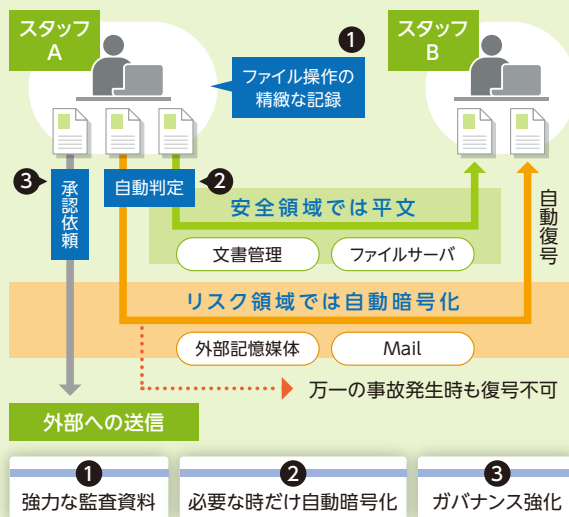 スタッフ
A
❶
スタッフ
B
ファイル操作の
精緻な記録
❸
承認依頼
自動判定
❷
安全領域では平文
自動復号
文書管理
ファイルサーバ
リスク領域では自動暗号化
外部記憶媒体
Mail
万一の事故発生時も復号不可
外部への送信
❶
強力な監査資料
❷
必要な時だけ自動暗号化
❸
ガバナンス強化